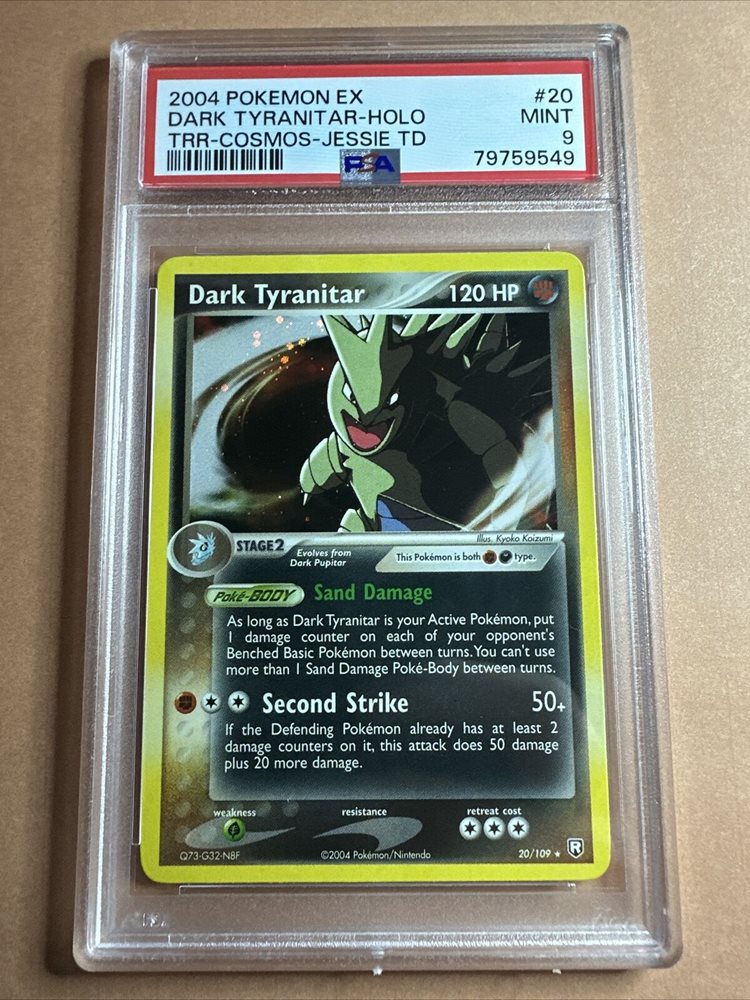 2004 POKEMON EX #20
DARK TYRANITAR-HOLO MINT
TRR-COSMOS-JESSIE TD 9
PSA 79759549
Dark Tyranitar 120 HP
Illus. Kyoko Koizumi
STAGE2 Evolves from Dark Pupitar
This Pokémon is both type.
Poké-BODY Sand Damage
As long as Dark Tyranitar is your Active Pokémon, put
1 damage counter on each of your opponent's
Benched Basic Pokémon between turns. You can't use
more than 1 Sand Damage Poké-Body between turns.
Second Strike 50+
If the Defending Pokémon already has at least 2
damage counters on it, this attack does 50 damage
plus 20 more damage.
weakness resistance retreat cost
Q73-G32-N8F ©2004 Pokémon/Nintendo 20/109 ★ R